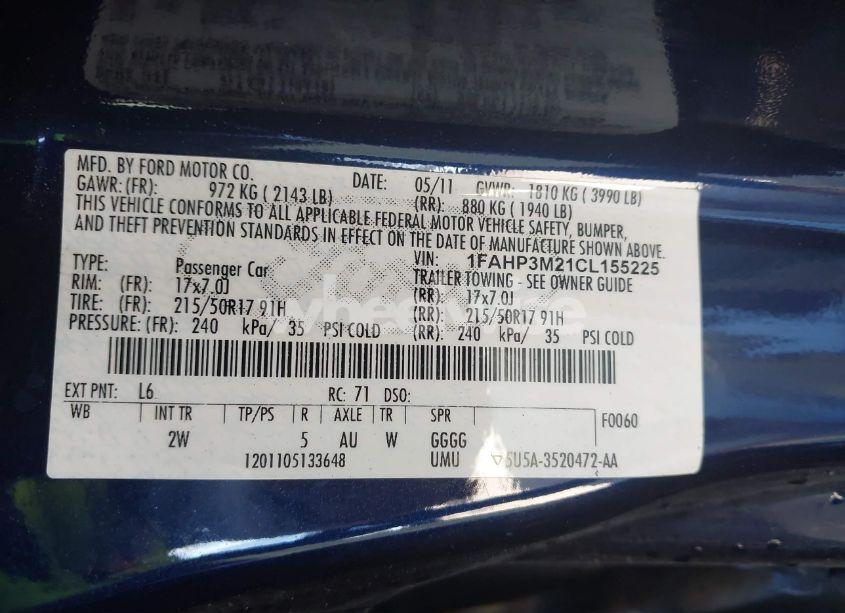 MFD. BY FORD MOTOR CO. DATE: 05/11 GVWR: 1810 KG ( 3990 LB)
GAWR: (FR): 972 KG ( 2143 LB) (RR): 880 KG ( 1940 LB)
THIS VEHICLE CONFORMS TO ALL APPLICABLE FEDERAL MOTOR VEHICLE SAFETY, BUMPER,
AND THEFT PREVENTION STANDARDS IN EFFECT ON THE DATE OF MANUFACTURE SHOWN ABOVE.
VIN: 1FAHP3M21CL155225
TYPE: Passenger Car TRAILER TOWING - SEE OWNER GUIDE
RIM: (FR): 17x7.0J (RR): 17x7.0J
TIRE: (FR): 215/50R17 91H (RR): 215/50R17 91H
PRESSURE: (FR): 240 kPa/ 35 PSI COLD (RR): 240 kPa/ 35 PSI COLD
EXT PNT: L6 RC: 71 DSO:
WB INT TR TP/PS R AXLE TR SPR F0060
2W 5 AU W GGGG
1201105133648 UMU 5U5A-3520472-AA